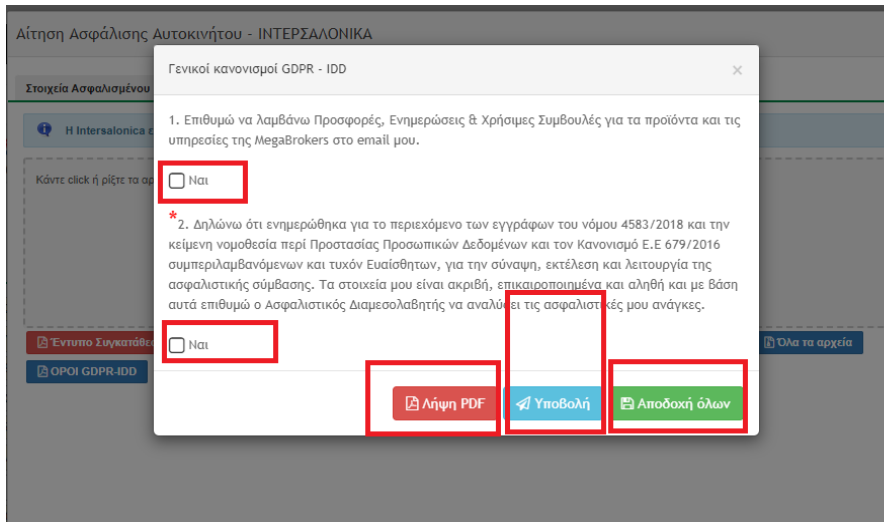 Αίτηση Ασφάλισης Αυτοκινήτου - ΙΝΤΕΡΣΑΛΟΝΙΚΑ
Γενικοί κανονισμοί GDPR - IDD
×
Στοιχεία Ασφαλισμένου
Η Intersalonica ε
1. Επιθυμώ να λαμβάνω Προσφορές, Ενημερώσεις & Χρήσιμες Συμβουλές για τα προϊόντα και τις
υπηρεσίες της MegaBrokers στο email μου.
Κάντε click ή ρίξτε τα αρ
Ναι
*2. Δηλώνω ότι ενημερώθηκα για το περιεχόμενο των εγγράφων του νόμου 4583/2018 και την
κείμενη νομοθεσία περί Προστασίας Προσωπικών Δεδομένων και τον Κανονισμό Ε.Ε 679/2016
συμπεριλαμβανόμενων και τυχόν Ευαίσθητων, για την σύναψη, εκτέλεση και λειτουργία της
ασφαλιστικής σύμβασης. Τα στοιχεία μου είναι ακριβή, επικαιροποιημένα και αληθή και με βάση
αυτά επιθυμώ ο Ασφαλιστικός Διαμεσολαβητής να αναλύσει τις ασφαλιστικές μου ανάγκες.
Έντυπο Συγκατάθεσ
Ναι
Όλα τα αρχεία
ΟΡΟΙ GDPR-IDD
Λήψη PDF
Υποβολή
Αποδοχή όλων